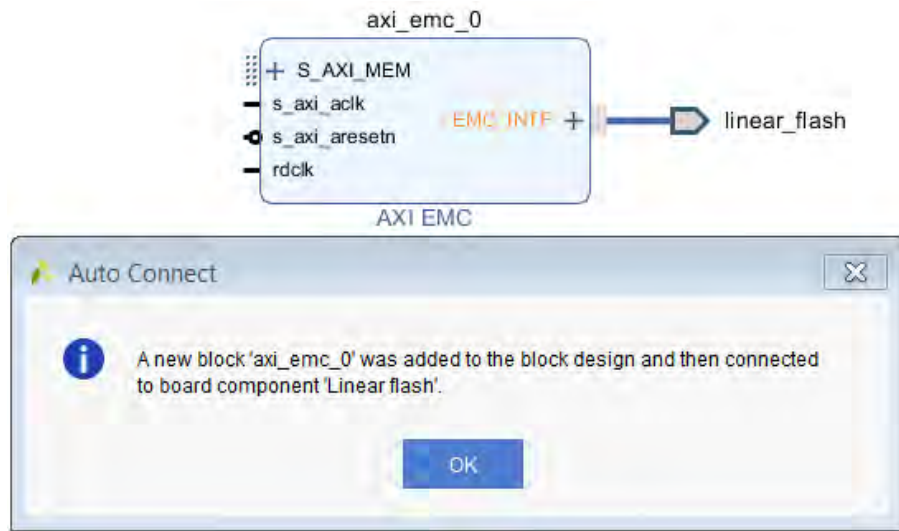 axi_emc_0
S_AXI_MEM
s_axi_aclk
EMC_INTF
linear_flash
s_axi_aresetn
rdclk
AXI EMC
Auto Connect
A new block 'axi_emc_0' was added to the block design and then connected
to board component 'Linear flash'.
OK